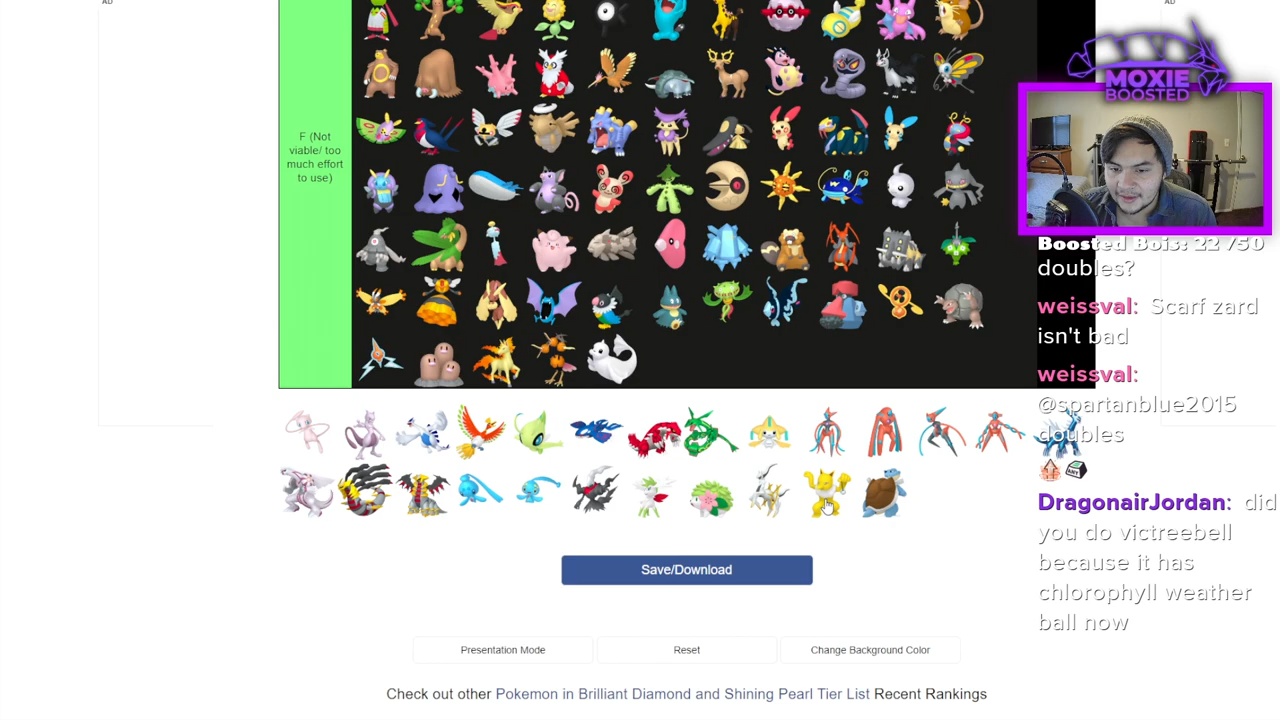 AD
AD
F (Not
viable/ too
much effort
to use)
MOXIE
BOOSTED
Boosted Bois: 22 /50
doubles?
weissval: Scarf zard
isn't bad
weissval:
@spartanblue2015
doubles
DragonairJordan: did
you do victreebell
because it has
chlorophyll weather
ball now
Save/Download
Presentation Mode
Reset
Change Background Color
Check out other Pokemon in Brilliant Diamond and Shining Pearl Tier List Recent Rankings